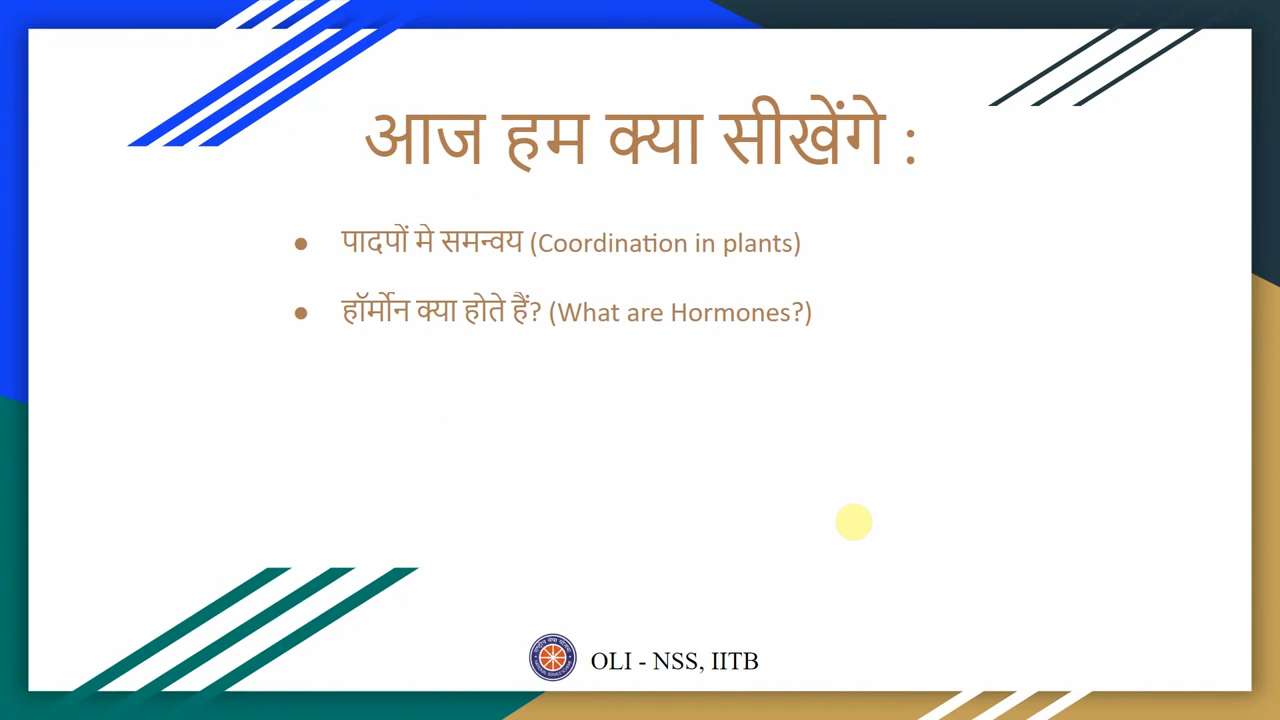 आज हम क्या सीखेंगे :
● पादपों मे समन्वय (Coordination in plants)
● हॉर्मोन क्या होते हैं? (What are Hormones?)
OLI - NSS, IITB